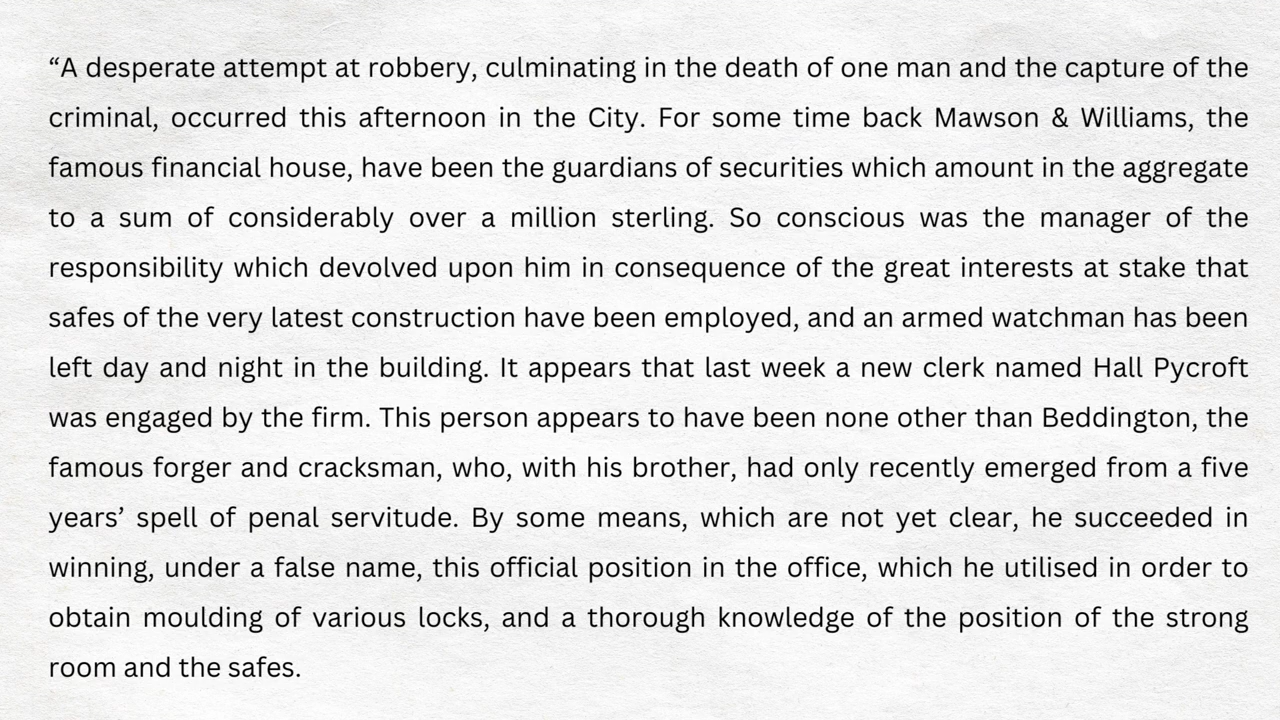 “A desperate attempt at robbery, culminating in the death of one man and the capture of the
criminal, occurred this afternoon in the City. For some time back Mawson & Williams, the
famous financial house, have been the guardians of securities which amount in the aggregate
to a sum of considerably over a million sterling. So conscious was the manager of the
responsibility which devolved upon him in consequence of the great interests at stake that
safes of the very latest construction have been employed, and an armed watchman has been
left day and night in the building. It appears that last week a new clerk named Hall Pycroft
was engaged by the firm. This person appears to have been none other than Beddington, the
famous forger and cracksman, who, with his brother, had only recently emerged from a five
years’ spell of penal servitude. By some means, which are not yet clear, he succeeded in
winning, under a false name, this official position in the office, which he utilised in order to
obtain moulding of various locks, and a thorough knowledge of the position of the strong
room and the safes.